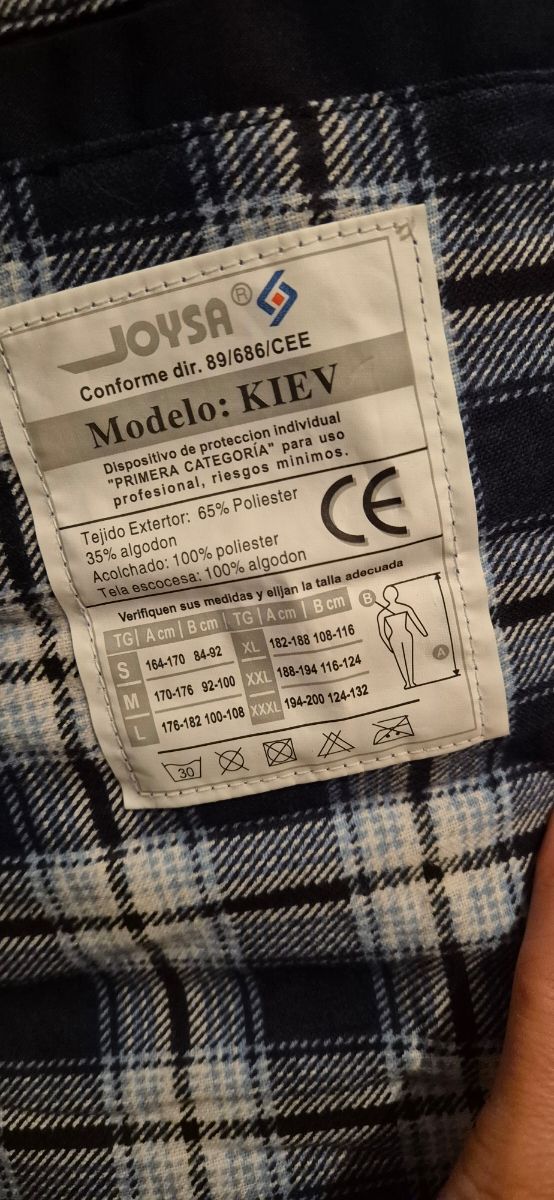 JOYSA®
Conforme dir. 89/686/CEE
Modelo: KIEV
Dispositivo de proteccion individual
"PRIMERA CATEGORÍA" para uso
profesional, riesgos minimos.
Tejido Extertor: 65% Poliester
35% algodon
Acolchado: 100% poliester
Tela escocesa: 100% algodon
CE
Verifiquen sus medidas y elijan la talla adecuada
TG A cm B cm TG A cm B cm
S 164-170 84-92 XL 182-188 108-116
M 170-176 92-100 XXL 188-194 116-124
L 176-182 100-108 XXXL 194-200 124-132
B
A
30